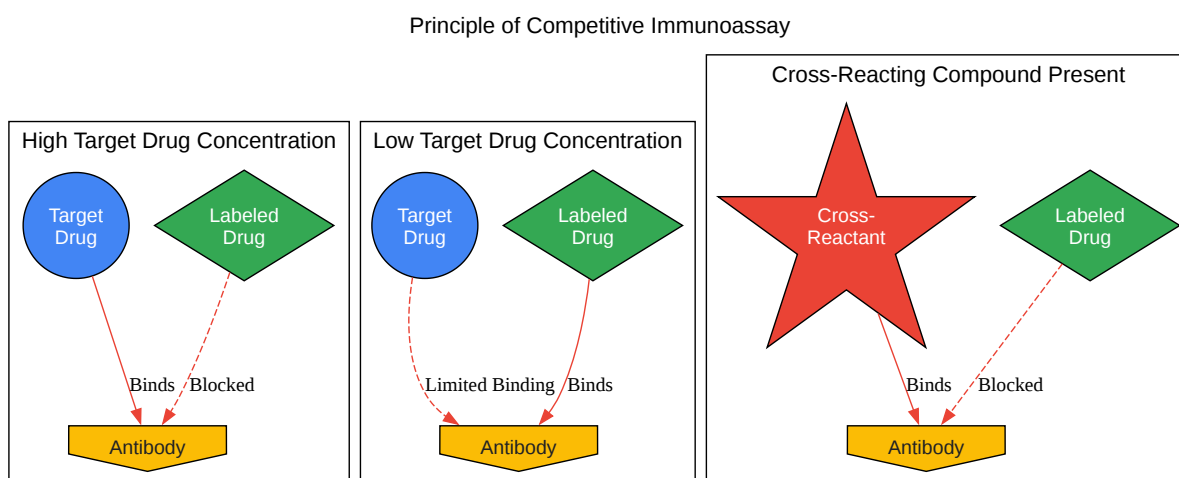 Principle of Competitive Immunoassay
High Target Drug Concentration
Target
Drug
Labeled
Drug
Binds
Blocked
Antibody
Low Target Drug Concentration
Target
Drug
Labeled
Drug
Limited Binding
Binds
Antibody
Cross-Reacting Compound Present
Cross-
Reactant
Labeled
Drug
Binds
Blocked
Antibody